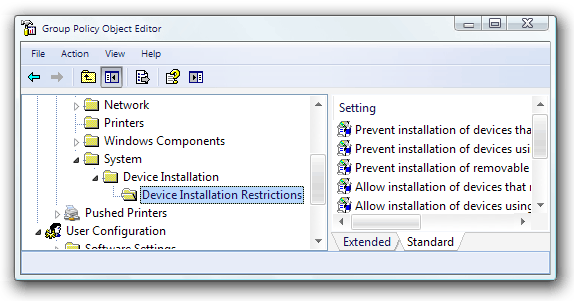 Group Policy Object Editor
File Action View Help
Network
Printers
Windows Components
System
Device Installation
Device Installation Restrictions
Pushed Printers
User Configuration
Software Settings
Setting
Prevent installation of devices tha
Prevent installation of devices usi
Prevent installation of removable
Allow installation of devices that
Allow installation of devices using
Extended Standard